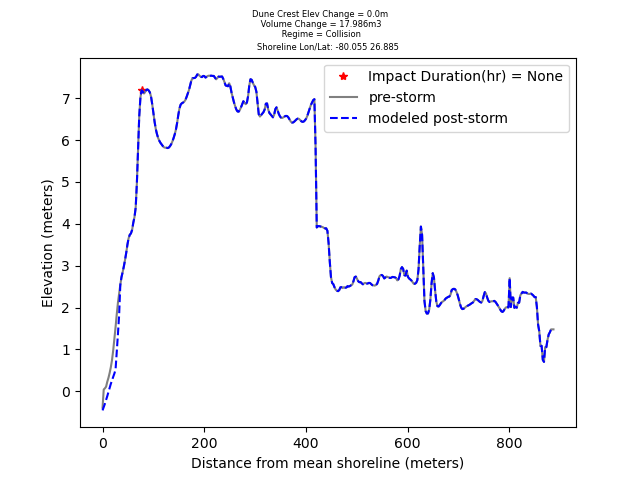 Dune Crest Elev Change = 0.0m
Volume Change = 17.986m3
Regime = Collision
Shoreline Lon/Lat: -80.055 26.885
Impact Duration(hr) = None
pre-storm
modeled post-storm
Elevation (meters)
7
6
5
4
3
2
1
0
0 200 400 600 800
Distance from mean shoreline (meters)